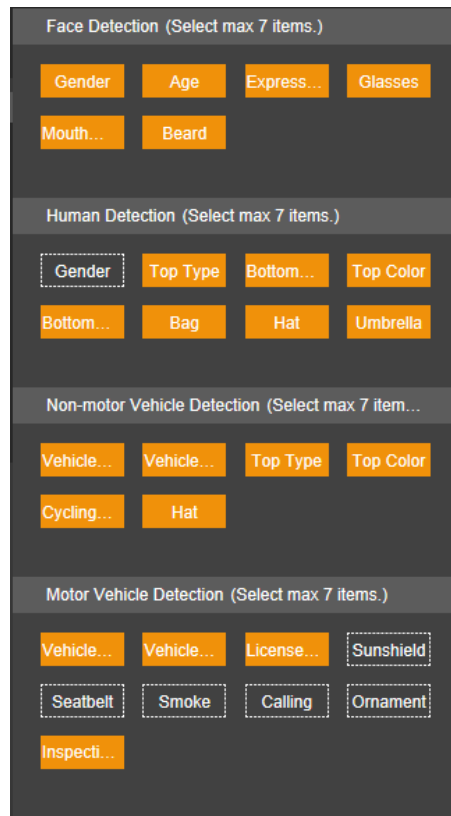 Face Detection (Select max 7 items.)
Gender Age Express... Glasses
Mouth... Beard
Human Detection (Select max 7 items.)
Gender Top Type Bottom... Top Color
Bottom... Bag Hat Umbrella
Non-motor Vehicle Detection (Select max 7 item...
Vehicle... Vehicle... Top Type Top Color
Cycling... Hat
Motor Vehicle Detection (Select max 7 items.)
Vehicle... Vehicle... License... Sunshield
Seatbelt Smoke Calling Ornament
Inspecti...